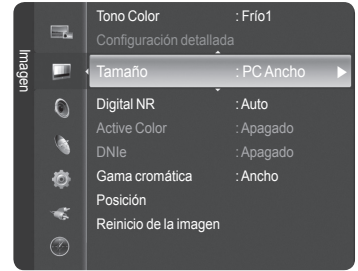 Imagen
Tono Color : Frío1
Configuración detallada
Tamaño : PC Ancho
Digital NR : Auto
Active Color : Apagado
DNIe : Apagado
Gama cromática : Ancho
Posición
Reinicio de la imagen